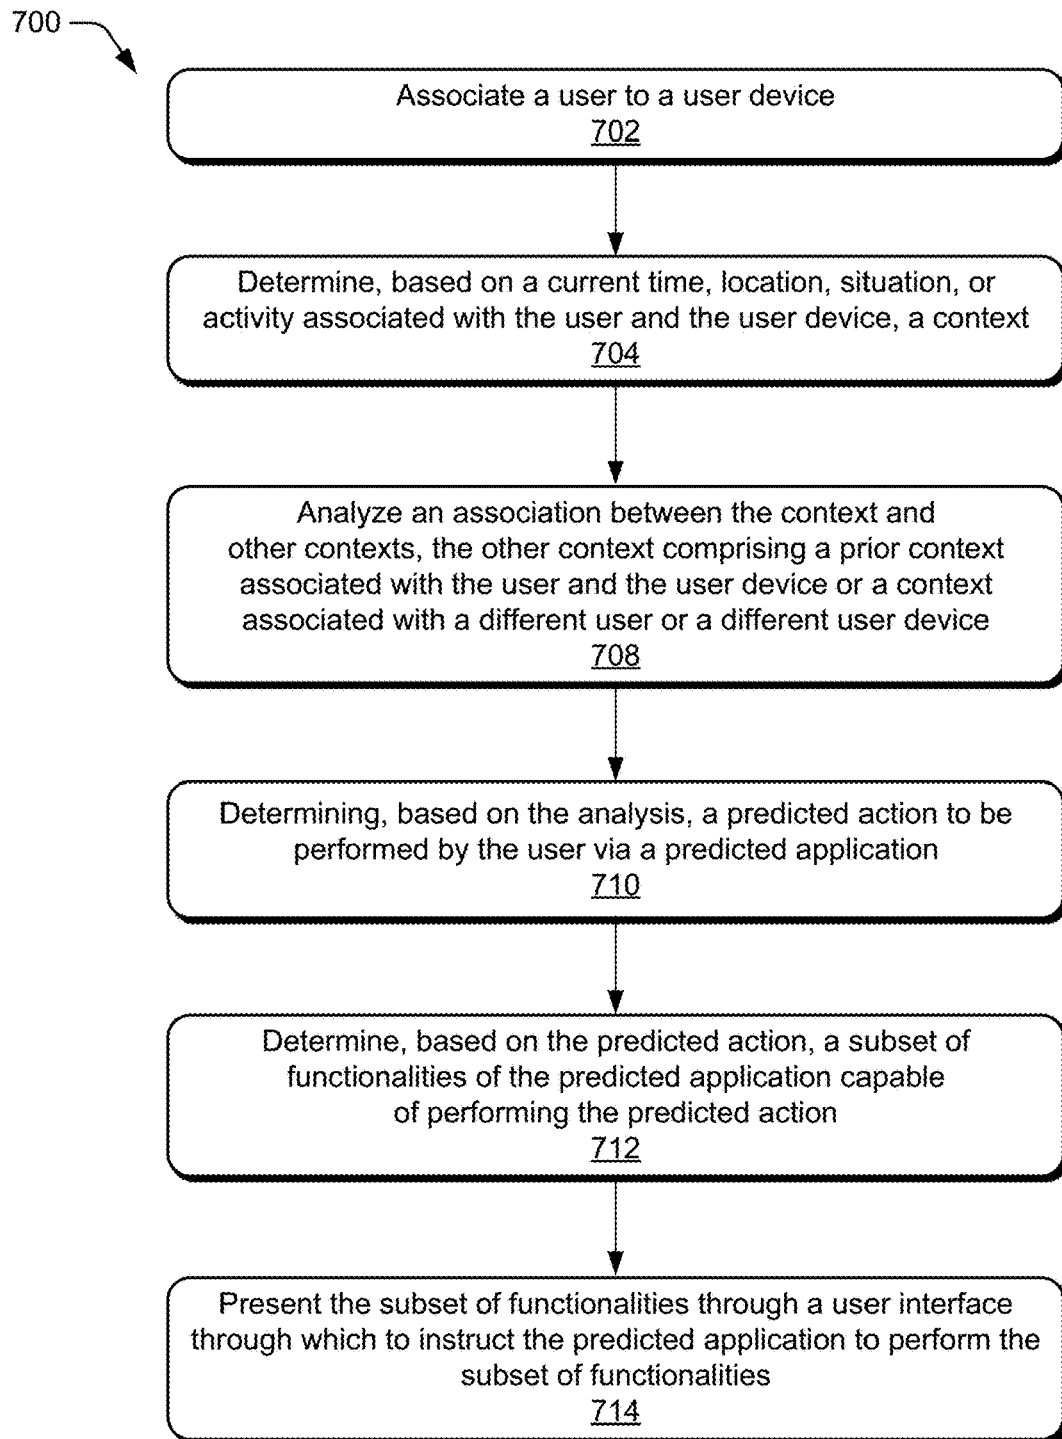 700
Associate a user to a user device
702
Determine, based on a current time, location, situation, or
activity associated with the user and the user device, a context
704
Analyze an association between the context and
other contexts, the other context comprising a prior context
associated with the user and the user device or a context
associated with a different user or a different user device
708
Determining, based on the analysis, a predicted action to be
performed by the user via a predicted application
710
Determine, based on the predicted action, a subset of
functionalities of the predicted application capable
of performing the predicted action
712
Present the subset of functionalities through a user interface
through which to instruct the predicted application to perform the
subset of functionalities
714